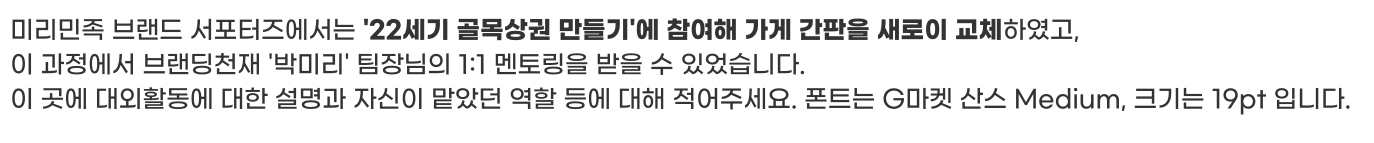 미리민족 브랜드 서포터즈에서는 '22세기 골목상권 만들기'에 참여해 가게 간판을 새로이 교체하였고,
이 과정에서 브랜딩천재 '박미리' 팀장님의 1:1 멘토링을 받을 수 있었습니다.
이 곳에 대외활동에 대한 설명과 자신이 맡았던 역할 등에 대해 적어주세요. 폰트는 G마켓 산스 Medium, 크기는 19pt 입니다.